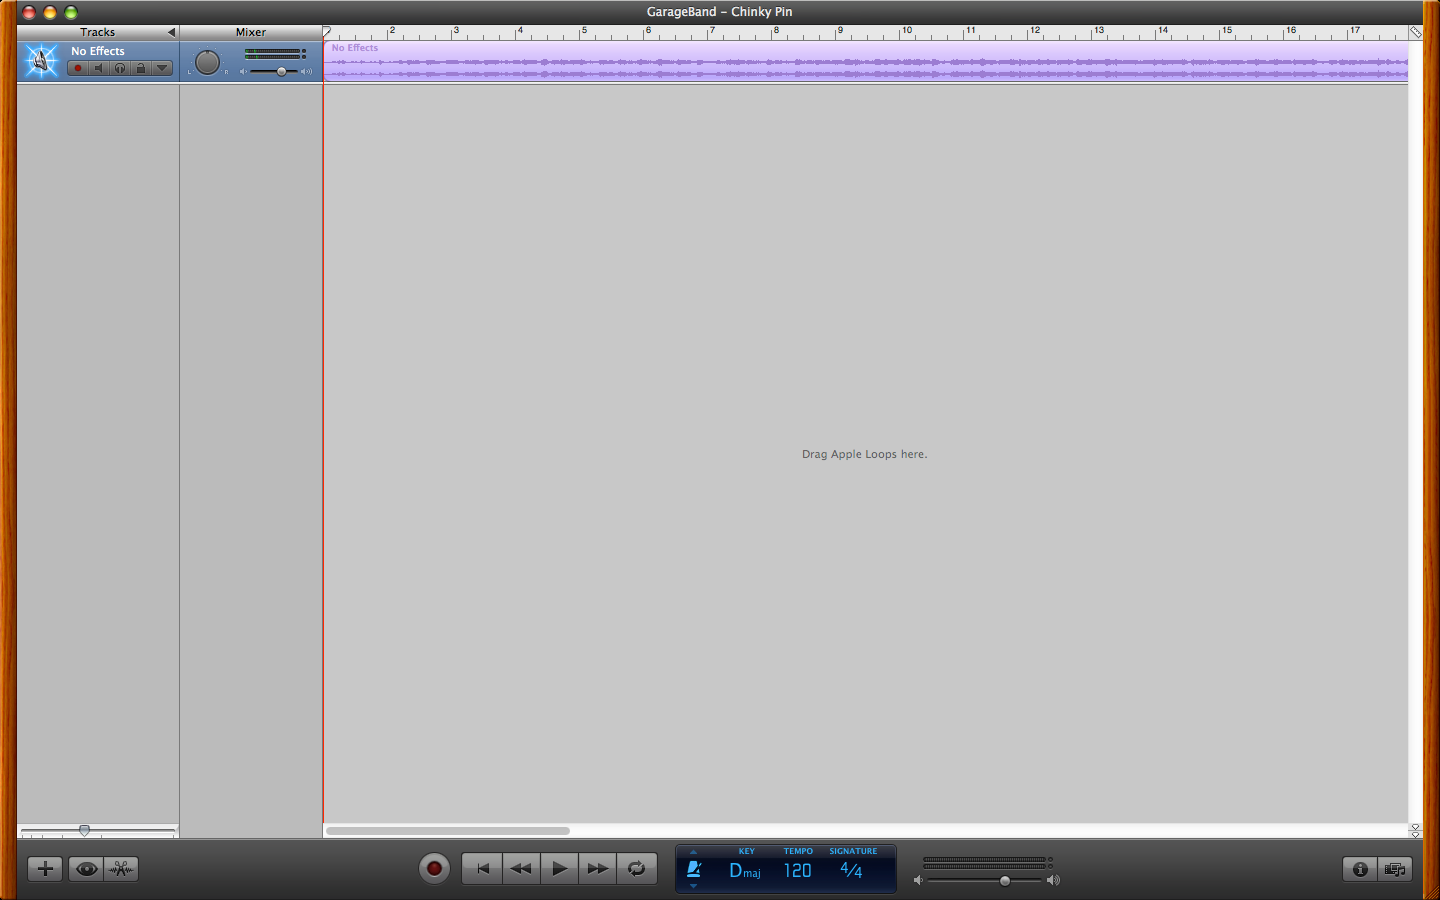 GarageBand – Chinky Pin
Tracks Mixer
2 3 4 5 6 7 8 9 10 11 12 13 14 15 16 17
No Effects
L R
No Effects
Drag Apple Loops here.
KEY TEMPO SIGNATURE
Dmaj 120 4/4